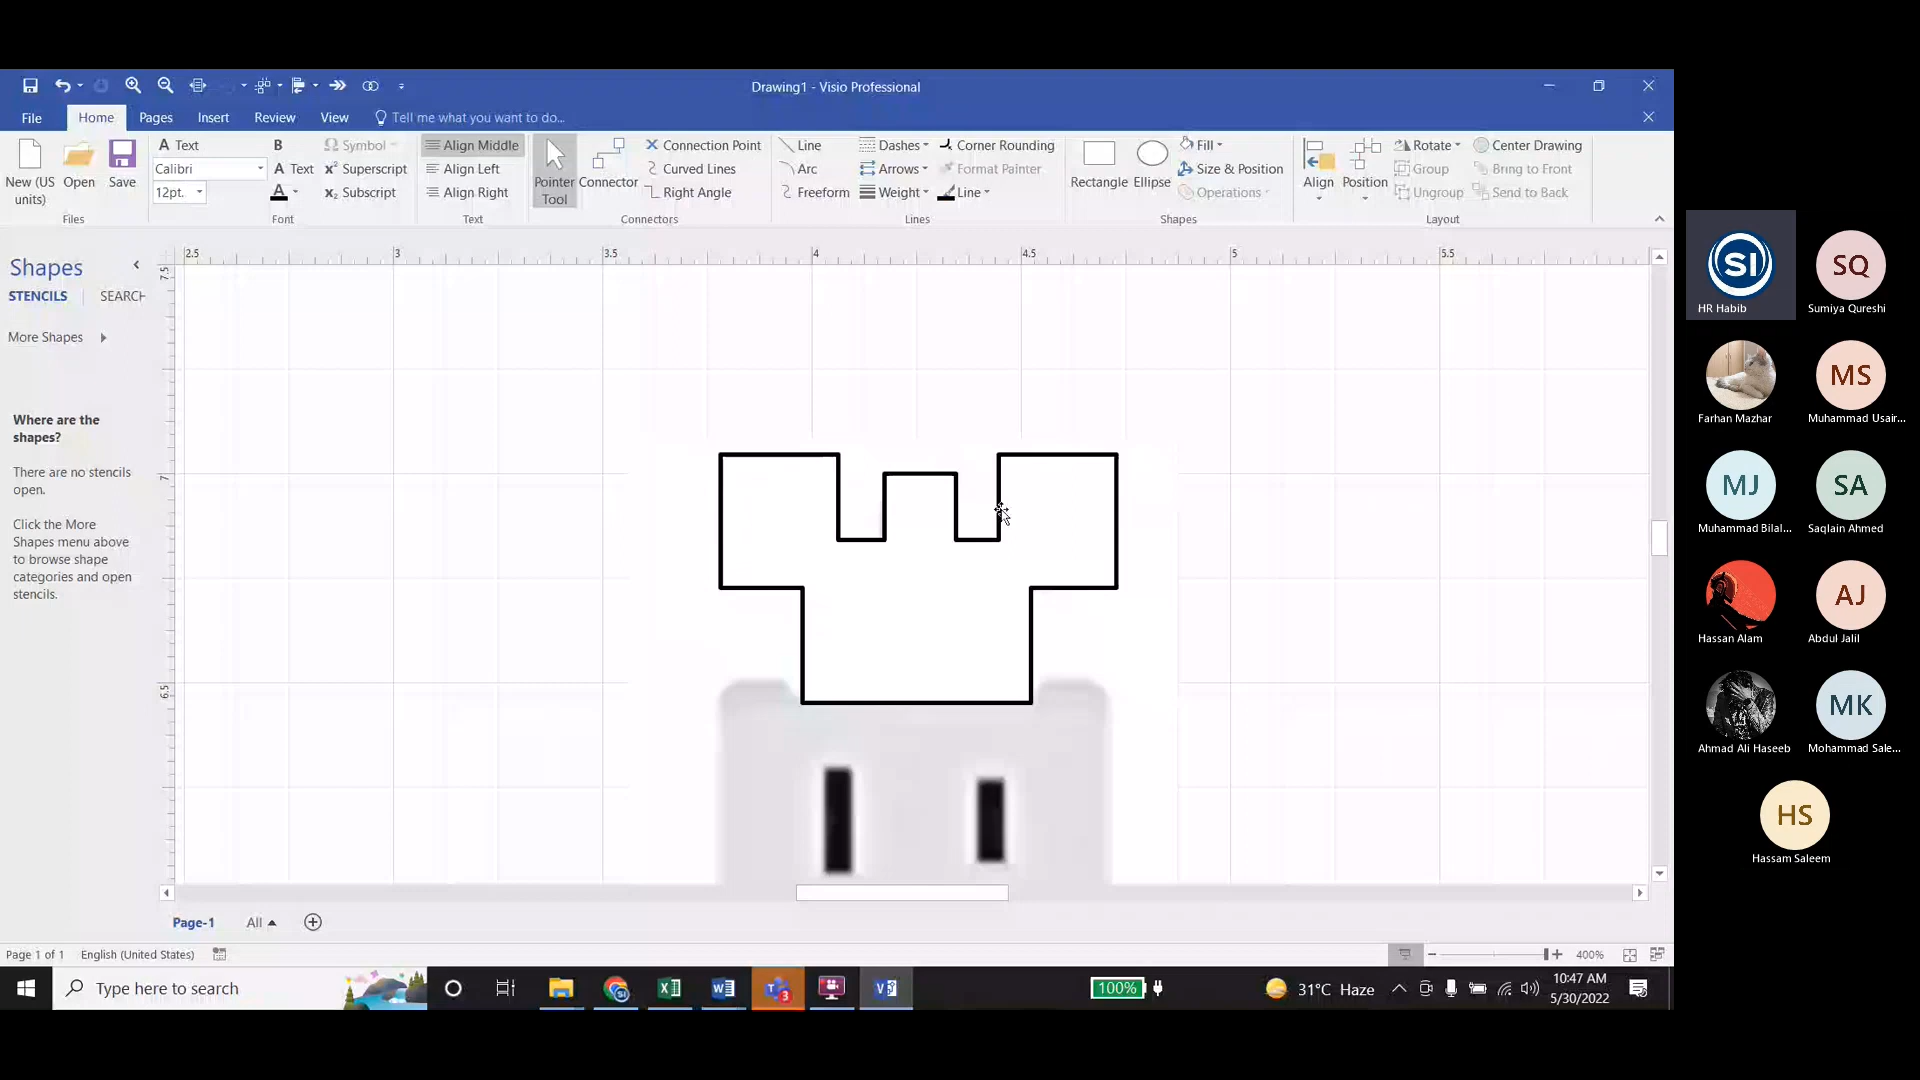 Drawing1 - Visio Professional
File Home Pages Insert Review View Tell me what you want to do...
New (US units) Open Save
Files
A Text B Symbol
Calibri A Text Superscript
12pt. A Subscript
Font
Align Middle
Align Left
Align Right
Text
Pointer Tool Connector
Connection Point
Curved Lines
Right Angle
Connectors
Line Dashes Corner Rounding
Arc Arrows Format Painter
Freeform Weight Line
Lines
Rectangle Ellipse
Fill
Size & Position
Operations
Shapes
Align Position
Rotate Center Drawing
Group Bring to Front
Ungroup Send to Back
Layout
2.5 3 3.5 4 4.5 5 5.5
7.5
7
6.5
Shapes
STENCILS SEARCH
More Shapes
Where are the
shapes?
There are no stencils
open.
Click the More
Shapes menu above
to browse shape
categories and open
stencils.
Page-1 All
Page 1 of 1 English (United States) 400%
Type here to search
3
100%
31°C Haze
10:47 AM
5/30/2022
SI
HR Habib
SQ
Sumiya Qureshi
Farhan Mazhar
MS
Muhammad Usair...
MJ
Muhammad Bilal...
SA
Saqlain Ahmed
Hassan Alam
AJ
Abdul Jalil
Ahmad Ali Haseeb
MK
Mohammad Sale...
HS
Hassam Saleem